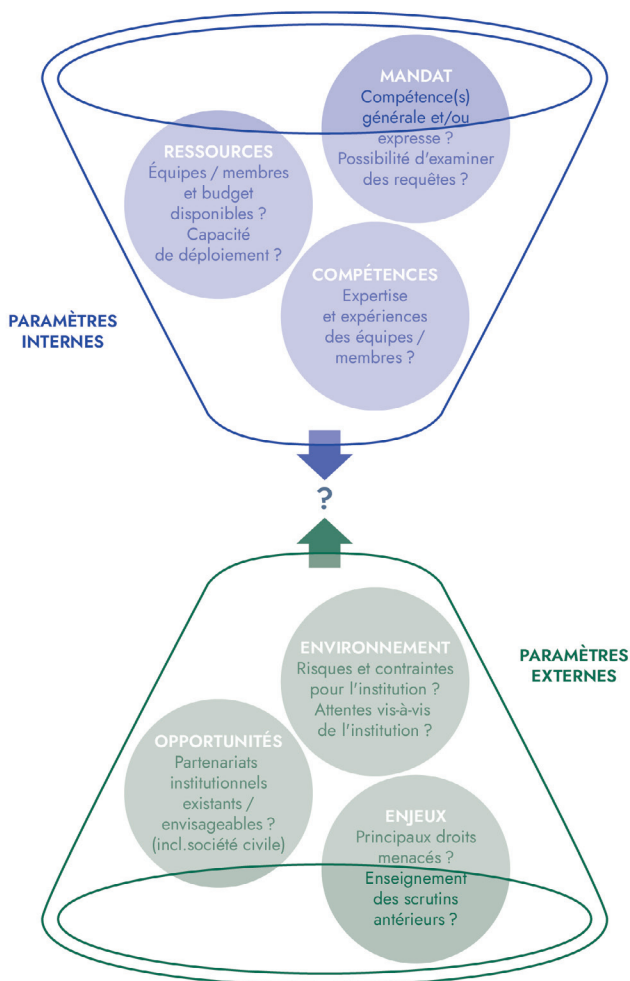 MANDAT
Compétence(s)
générale et/ou
expresse ?
Possibilité d'examiner
des requêtes ?
RESSOURCES
Équipes / membres
et budget
disponibles ?
Capacité
de déploiement ?
COMPÉTENCES
Expertise
et expériences
des équipes /
membres ?
PARAMÈTRES
INTERNES
?
ENVIRONNEMENT
Risques et contraintes
pour l'institution ?
Attentes vis-à-vis
de l'institution ?
PARAMÈTRES
EXTERNES
OPPORTUNITÉS
Partenariats
institutionnels
existants /
envisageables ?
(incl.société civile)
ENJEUX
Principaux droits
menacés ?
Enseignement
des scrutins
antérieurs ?